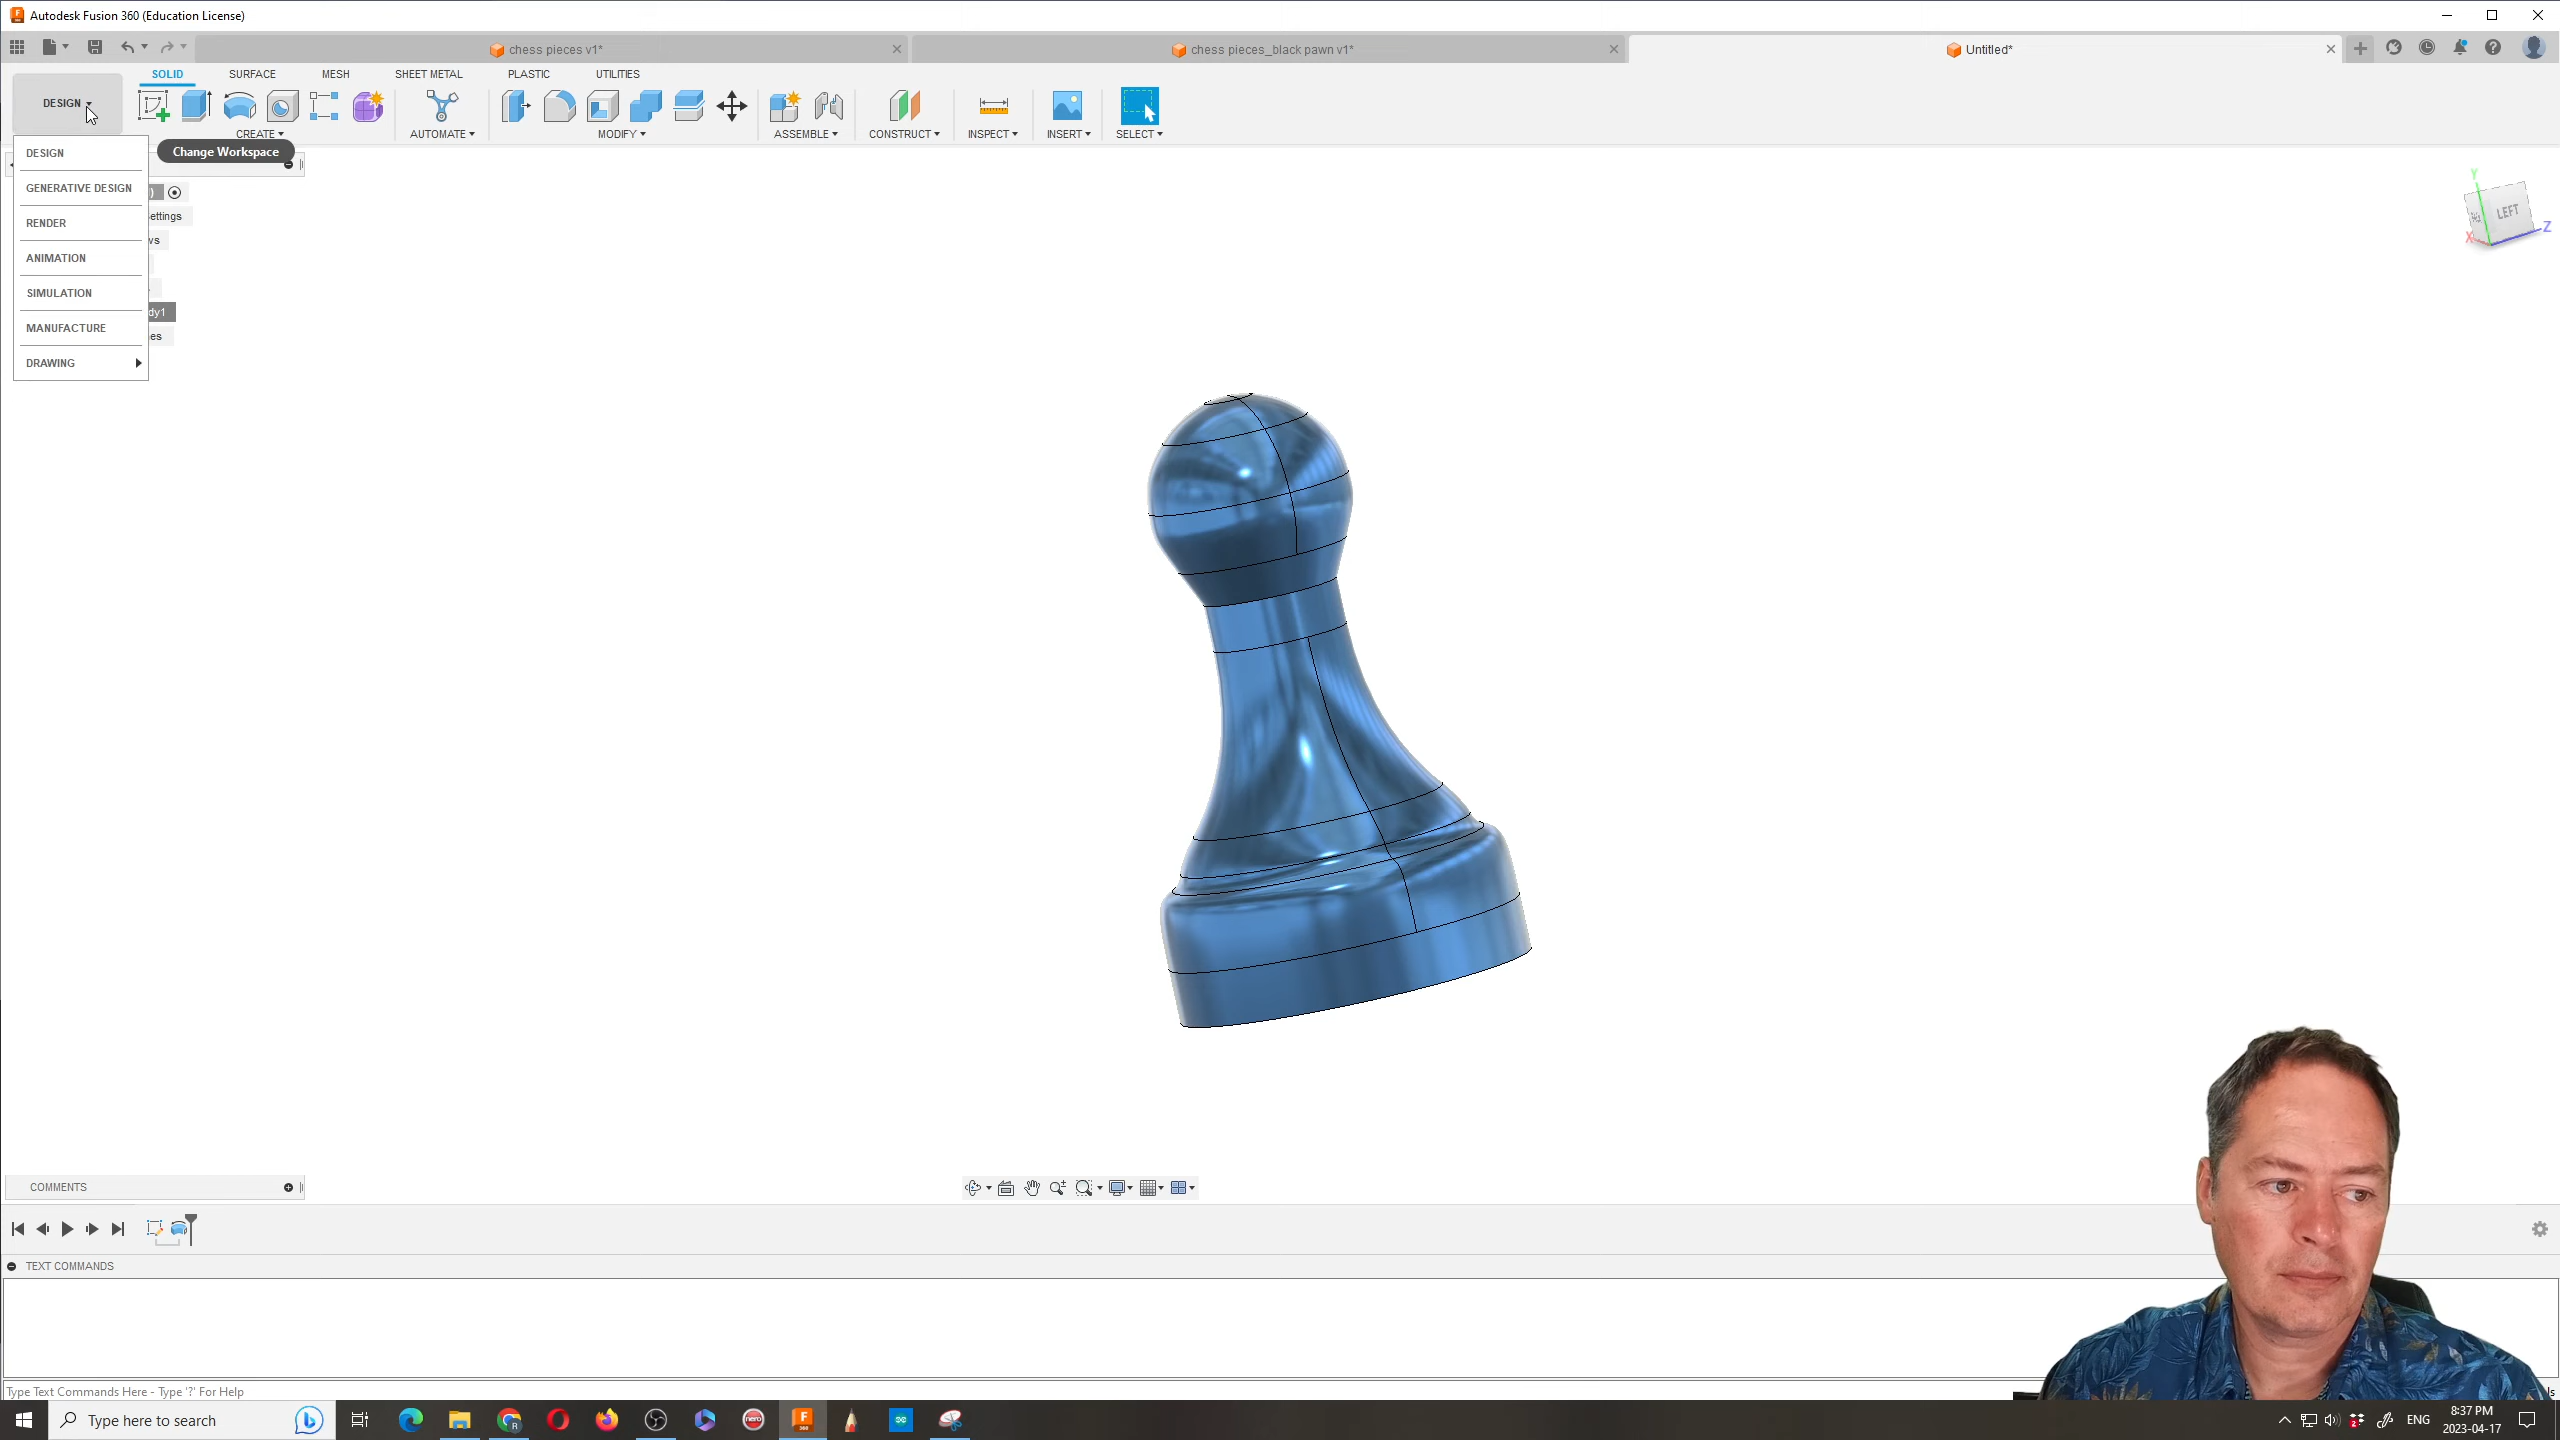 Autodesk Fusion 360 (Education License)
chess pieces v1*
chess pieces_black pawn v1*
Untitled*
SOLID
SURFACE
MESH
SHEET METAL
PLASTIC
UTILITIES
DESIGN
CREATE
AUTOMATE
MODIFY
ASSEMBLE
CONSTRUCT
INSPECT
INSERT
SELECT
Change Workspace
DESIGN
GENERATIVE DESIGN
RENDER
ANIMATION
SIMULATION
MANUFACTURE
DRAWING
ettings
dy1
es
Y
LEFT
Z
X
COMMENTS
TEXT COMMANDS
Type Text Commands Here - Type '?' For Help
Type here to search
ENG
8:37 PM
2023-04-17